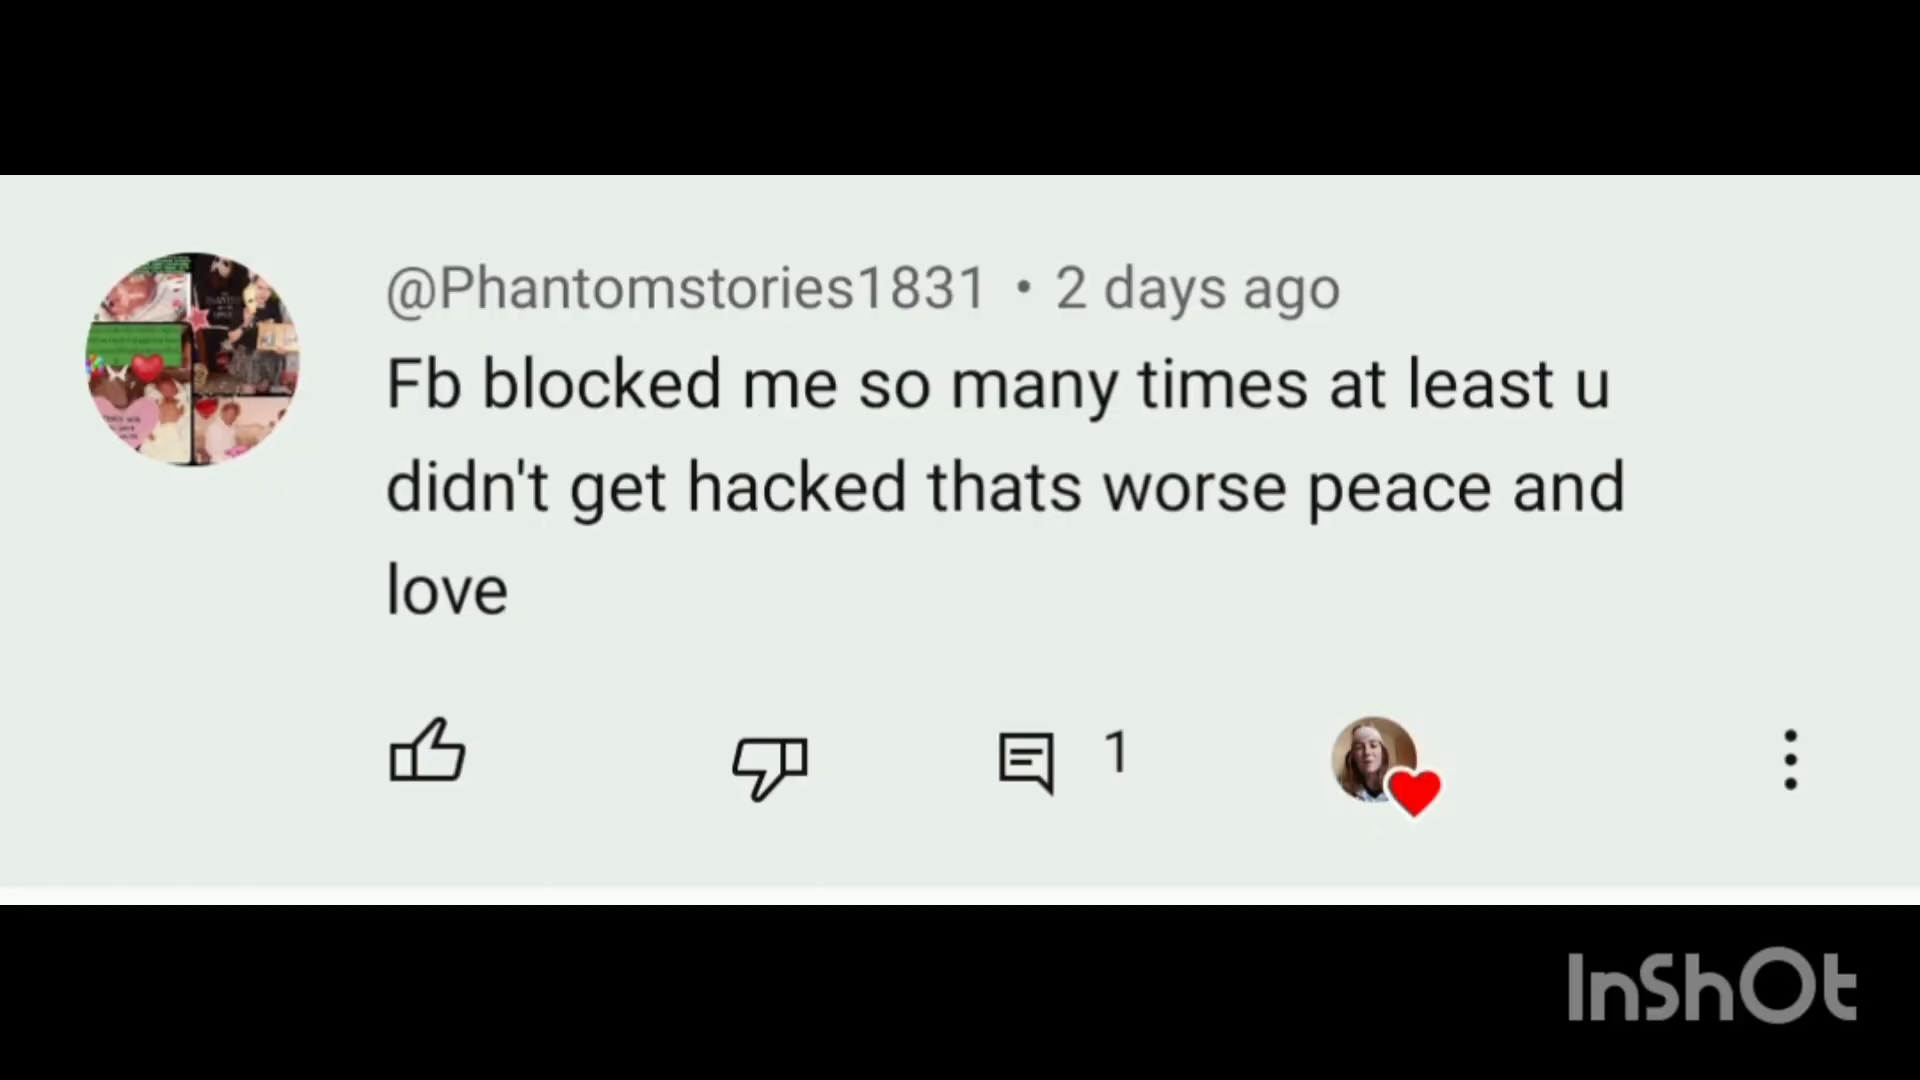 @Phantomstories1831 • 2 days ago
Fb blocked me so many times at least u
didn't get hacked thats worse peace and
love
1
InShOt